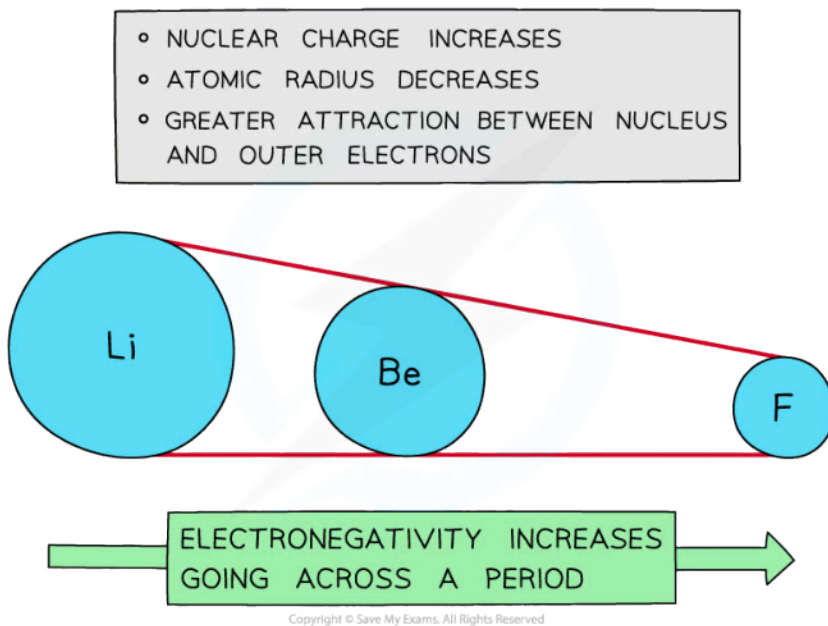 ° NUCLEAR CHARGE INCREASES
° ATOMIC RADIUS DECREASES
° GREATER ATTRACTION BETWEEN NUCLEUS
AND OUTER ELECTRONS
Li
Be
F
ELECTRONEGATIVITY INCREASES
GOING ACROSS A PERIOD
Copyright © Save My Exams. All Rights Reserved